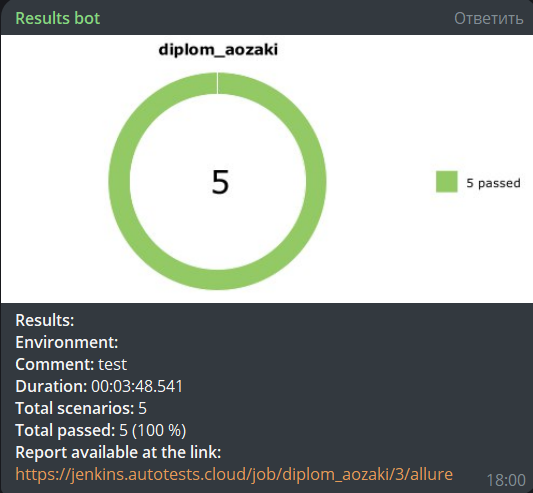 Results bot Ответить
diplom_aozaki
5
5 passed
Results:
Environment:
Comment: test
Duration: 00:03:48.541
Total scenarios: 5
Total passed: 5 (100 %)
Report available at the link:
https://jenkins.autotests.cloud/job/diplom_aozaki/3/allure
18:00